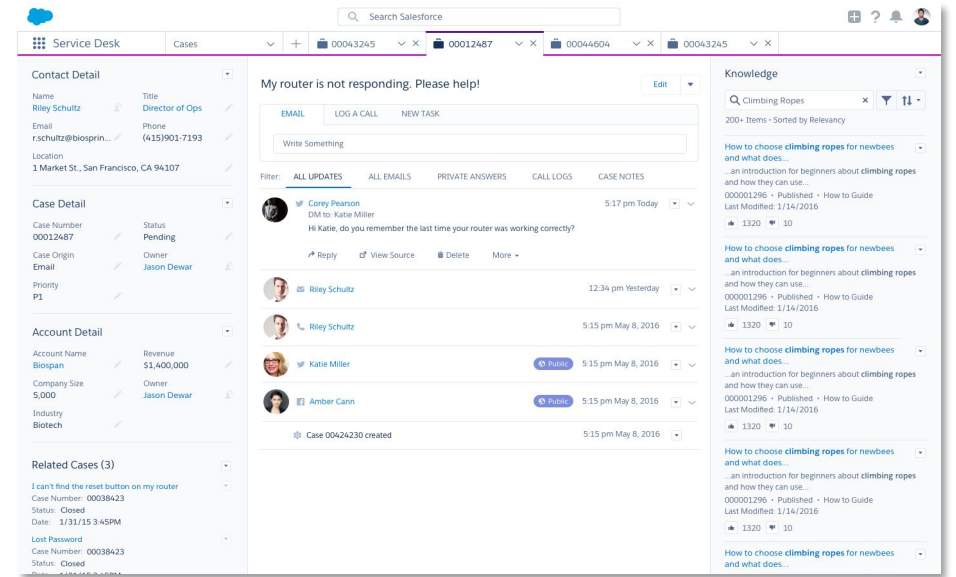 Search Salesforce
Service Desk
Cases
00043245
00012487
00044604
00043245
Contact Detail
Name
Title
Riley Schultz
Director of Ops
Email
Phone
r.schultz@biosprin...
(415)901-7193
Location
1 Market St., San Francisco, CA 94107
Case Detail
Case Number
Status
00012487
Pending
Case Origin
Owner
Email
Jason Dewar
Priority
P1
Account Detail
Account Name
Revenue
Biospan
$1,400,000
Company Size
Owner
5,000
Jason Dewar
Industry
Biotech
Related Cases (3)
I can't find the reset button on my router
Case Number: 00038423
Status: Closed
Date: 1/31/15 3:45PM
Lost Password
Case Number: 00038423
Status: Closed
My router is not responding. Please help!
Edit
EMAIL LOG A CALL NEW TASK
Write Something
Filter: ALL UPDATES ALL EMAILS PRIVATE ANSWERS CALL LOGS CASE NOTES
Corey Pearson 5:17 pm Today
DM to: Katie Miller
Hi Katie, do you remember the last time your router was working correctly?
Reply View Source Delete More
Riley Schultz 12:34 pm Yesterday
Riley Schultz 5:15 pm May 8, 2016
Katie Miller Public 5:15 pm May 8, 2016
Amber Cann Public 5:15 pm May 8, 2016
Case 00424230 created 5:15 pm May 8, 2016
Knowledge
Climbing Ropes
200+ Items • Sorted by Relevancy
How to choose climbing ropes for newbees
and what does...
...an introduction for beginners about climbing ropes
and how they can use...
000001296 • Published • How to Guide
Last Modified: 1/14/2016
1320 10
How to choose climbing ropes for newbees
and what does...
...an introduction for beginners about climbing ropes
and how they can use...
000001296 • Published • How to Guide
Last Modified: 1/14/2016
1320 10
How to choose climbing ropes for newbees
and what does...
...an introduction for beginners about climbing ropes
and how they can use...
000001296 • Published • How to Guide
Last Modified: 1/14/2016
1320 10
How to choose climbing ropes for newbees
and what does...
...an introduction for beginners about climbing ropes
and how they can use...
000001296 • Published • How to Guide
Last Modified: 1/14/2016
1320 10
How to choose climbing ropes for newbees
and what does...